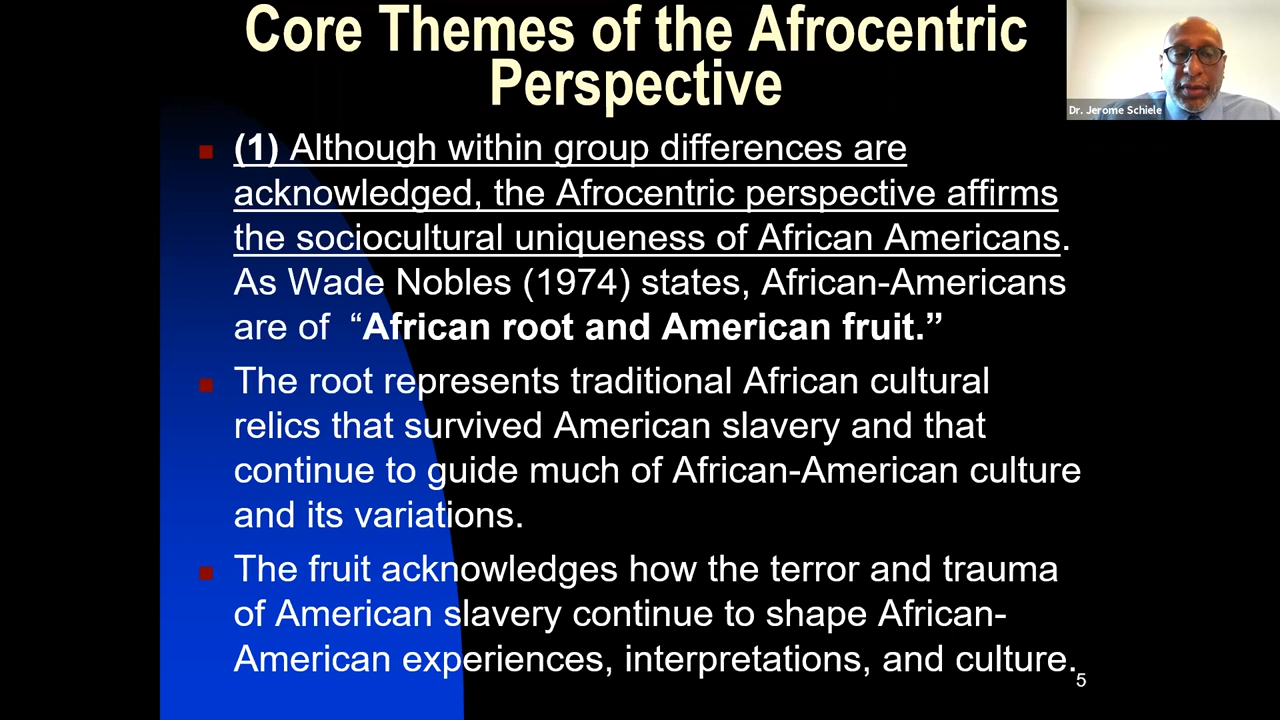 Core Themes of the Afrocentric
Perspective
Dr. Jerome Schiele
(1) Although within group differences are
acknowledged, the Afrocentric perspective affirms
the sociocultural uniqueness of African Americans.
As Wade Nobles (1974) states, African-Americans
are of “African root and American fruit.”
The root represents traditional African cultural
relics that survived American slavery and that
continue to guide much of African-American culture
and its variations.
The fruit acknowledges how the terror and trauma
of American slavery continue to shape African-
American experiences, interpretations, and culture.
5